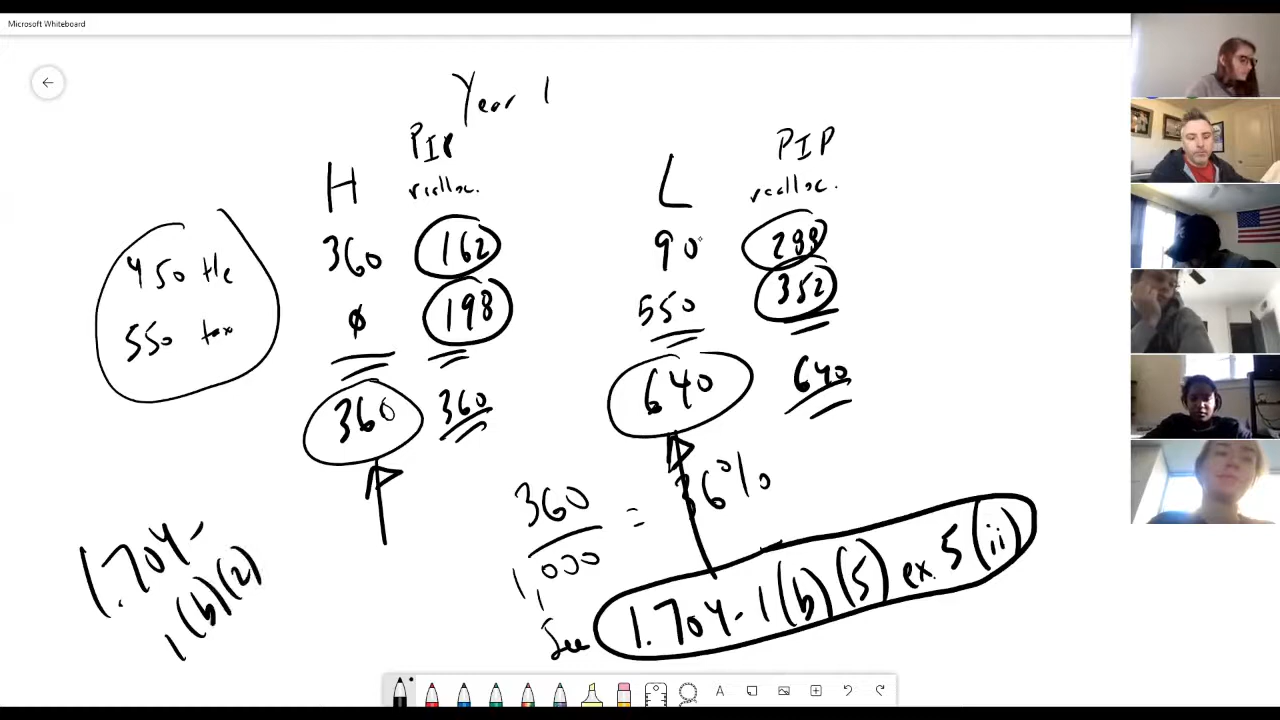 Microsoft Whiteboard
Year 1
H PIP realloc. L PIP realloc.
450 t/e 360 162 90 288
550 tax ø 198 550 352
360 360 640 640
360 / 1,000 = 36%
1.704-1(b)(2)
See 1.704-1(b)(5) ex. 5(ii)
A